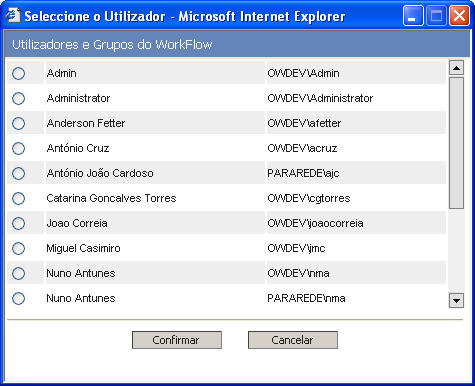 Seleccione o Utilizador - Microsoft Internet Explorer
Utilizadores e Grupos do WorkFlow
Admin OWDEV\Admin
Administrator OWDEV\Administrator
Anderson Fetter OWDEV\afetter
António Cruz OWDEV\acruz
António João Cardoso PARAREDE\ajc
Catarina Goncalves Torres OWDEV\cgtorres
Joao Correia OWDEV\joaocorreia
Miguel Casimiro OWDEV\jmc
Nuno Antunes OWDEV\nma
Nuno Antunes PARAREDE\nma
Confirmar Cancelar